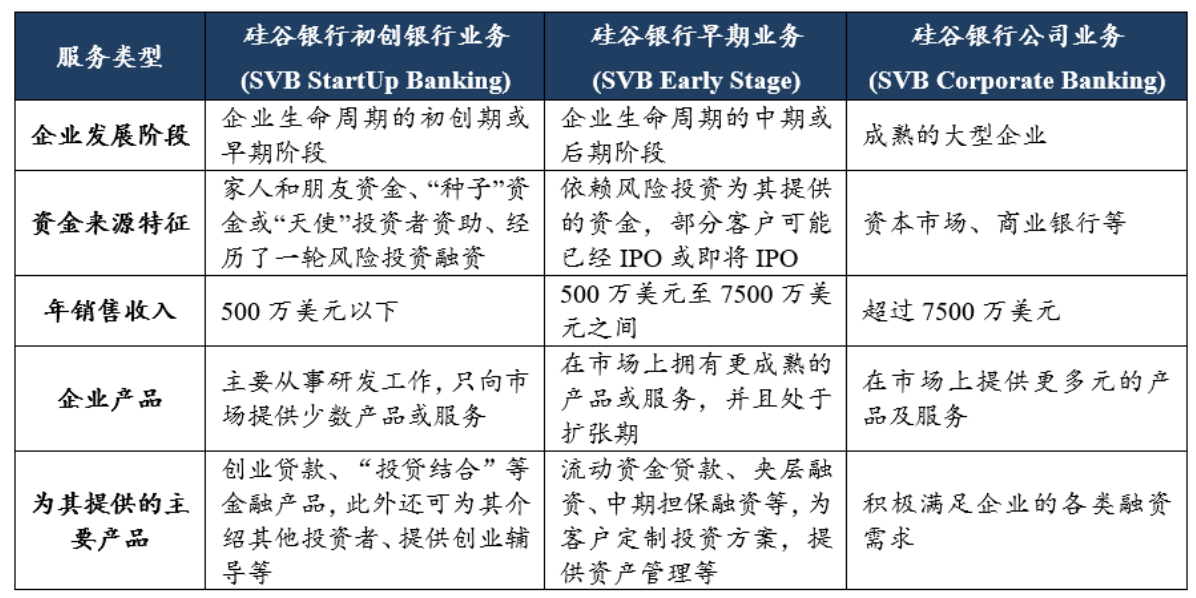 服务类型
硅谷银行初创银行业务
(SVB StartUp Banking)
硅谷银行早期业务
(SVB Early Stage)
硅谷银行公司业务
(SVB Corporate Banking)
企业发展阶段
企业生命周期的初创期或
早期阶段
企业生命周期的中期或
后期阶段
成熟的大型企业
资金来源特征
家人和朋友资金、“种子”资
金或“天使”投资者资助、经
历了一轮风险投资融资
依赖风险投资为其提供
的资金，部分客户可能
已经 IPO 或即将 IPO
资本市场、商业银行等
年销售收入
500 万美元以下
500 万美元至 7500 万美
元之间
超过 7500 万美元
企业产品
主要从事研发工作，只向市
场提供少数产品或服务
在市场上拥有更成熟的
产品或服务，并且处于
扩张期
在市场上提供更多元的产
品及服务
为其提供的主
要产品
创业贷款、“投贷结合”等
金融产品，此外还可为其介
绍其他投资者、提供创业辅
导等
流动资金贷款、夹层融
资、中期担保融资等，为
客户定制投资方案，提
供资产管理等
积极满足企业的各类融资
需求